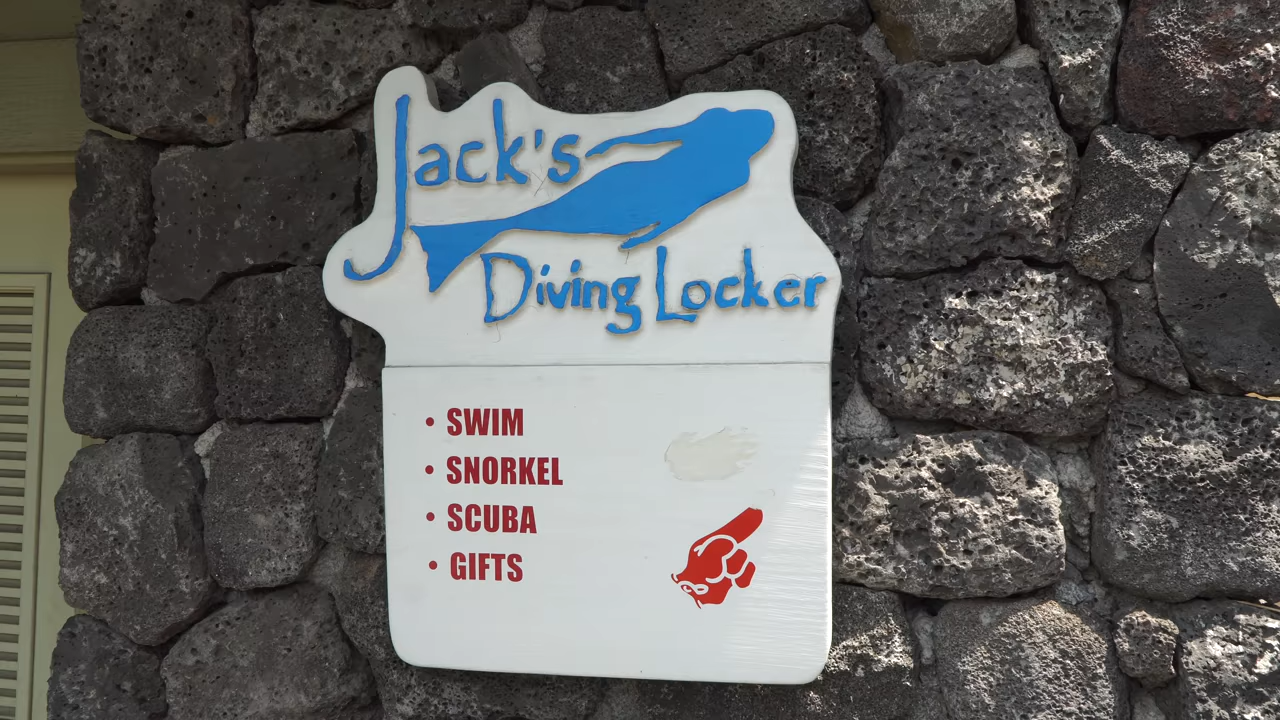 Jack's
Diving Locker
• SWIM
• SNORKEL
• SCUBA
• GIFTS